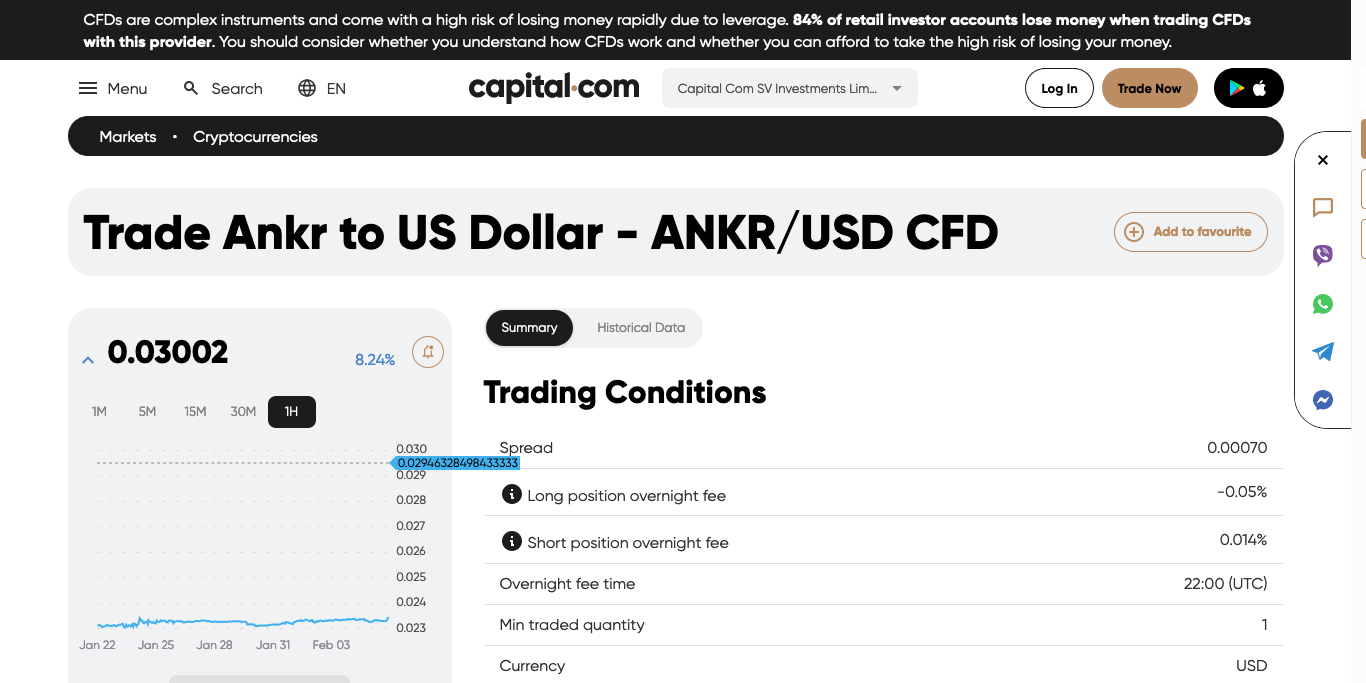 CFDs are complex instruments and come with a high risk of losing money rapidly due to leverage. 84% of retail investor accounts lose money when trading CFDs
with this provider. You should consider whether you understand how CFDs work and whether you can afford to take the high risk of losing your money.
Menu Search EN capital.com Capital Com SV Investments Lim... Log In Trade Now
Markets • Cryptocurrencies
Trade Ankr to US Dollar - ANKR/USD CFD Add to favourite
0.03002 8.24%
1M 5M 15M 30M 1H
0.030
0.02946328498433333
0.029
0.028
0.027
0.026
0.025
0.024
0.023
Jan 22 Jan 25 Jan 28 Jan 31 Feb 03
Summary Historical Data
Trading Conditions
Spread 0.00070
Long position overnight fee -0.05%
Short position overnight fee 0.014%
Overnight fee time 22:00 (UTC)
Min traded quantity 1
Currency USD